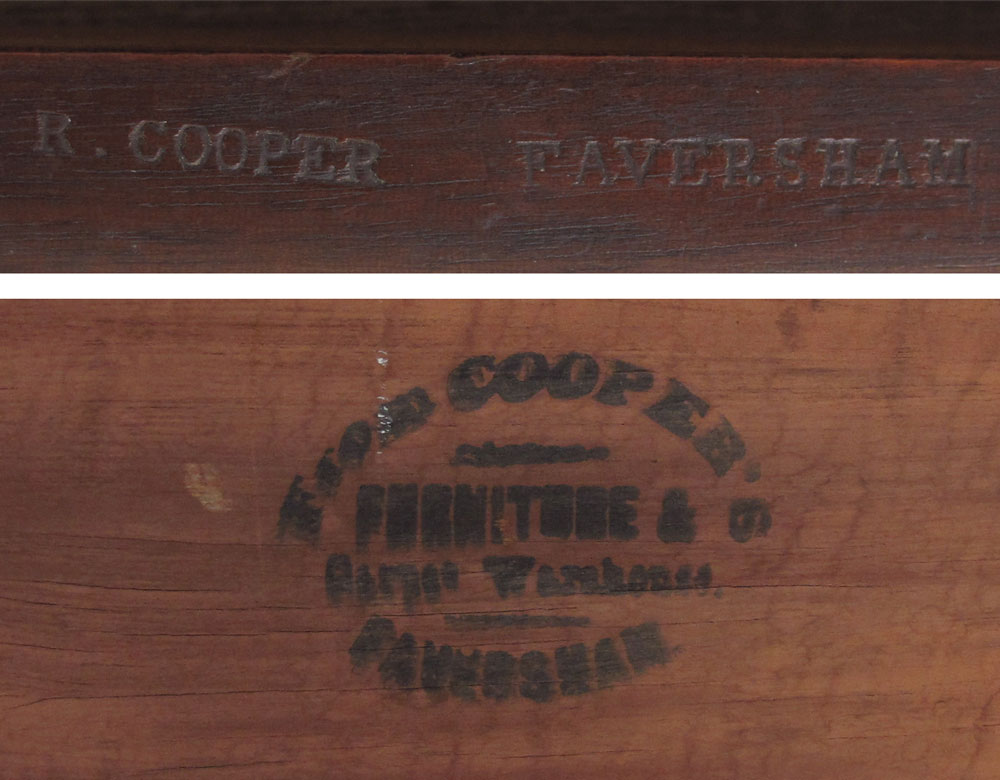 R. COOPER FAVERSHAM
COOPER'S
FURNITURE &
Carpet Warehouse.
FAVERSHAM